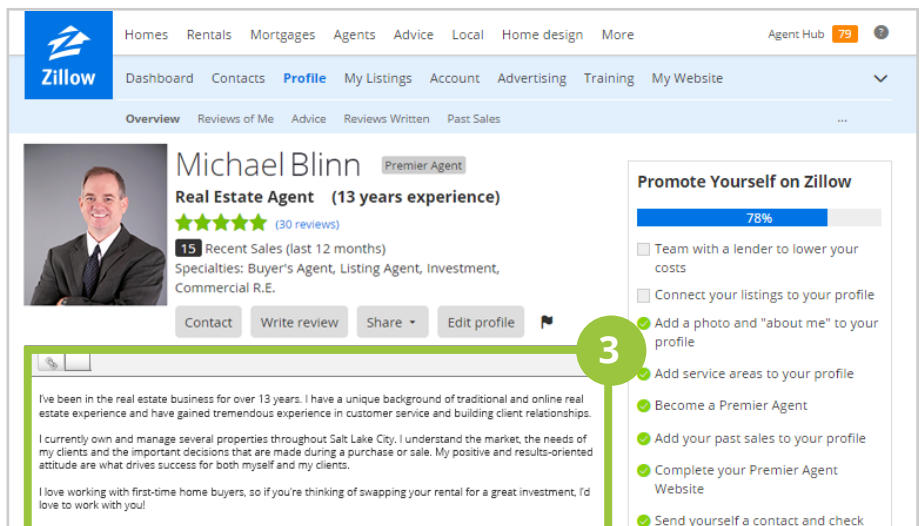 Zillow
Homes Rentals Mortgages Agents Advice Local Home design More Agent Hub 79 ?
Dashboard Contacts Profile My Listings Account Advertising Training My Website
Overview Reviews of Me Advice Reviews Written Past Sales ...
Michael Blinn Premier Agent
Real Estate Agent (13 years experience)
(30 reviews)
15 Recent Sales (last 12 months)
Specialties: Buyer's Agent, Listing Agent, Investment,
Commercial R.E.
Contact Write review Share Edit profile
3
I've been in the real estate business for over 13 years. I have a unique background of traditional and online real
estate experience and have gained tremendous experience in customer service and building client relationships.
I currently own and manage several properties throughout Salt Lake City. I understand the market, the needs of
my clients and the important decisions that are made during a purchase or sale. My positive and results-oriented
attitude are what drives success for both myself and my clients.
I love working with first-time home buyers, so if you're thinking of swapping your rental for a great investment, I'd
love to work with you!
Promote Yourself on Zillow
78%
Team with a lender to lower your
costs
Connect your listings to your profile
Add a photo and "about me" to your
profile
Add service areas to your profile
Become a Premier Agent
Add your past sales to your profile
Complete your Premier Agent
Website
Send yourself a contact and check